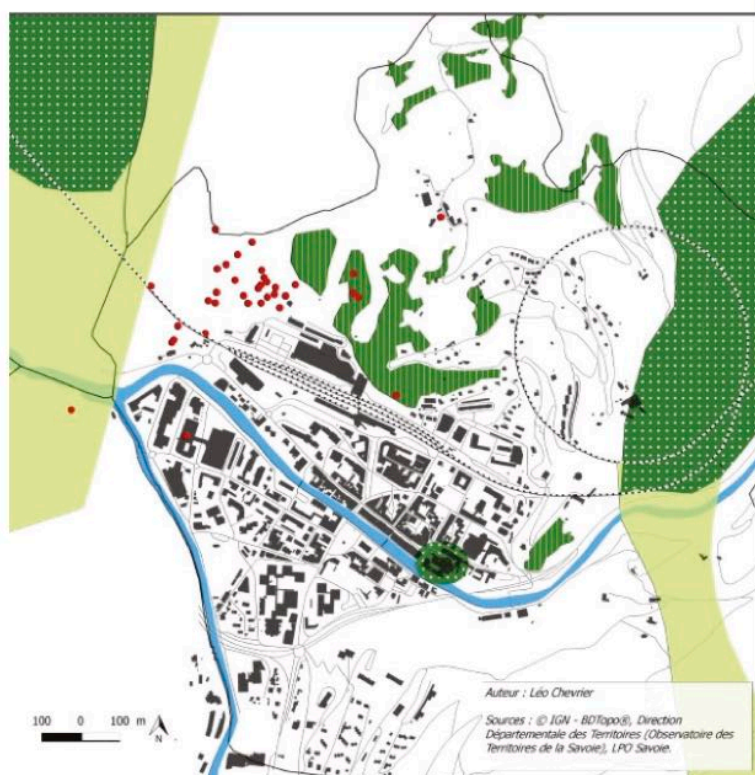 Auteur : Léo Chevrier
Sources : © IGN - BDTopo®, Direction
Départementale des Territoires (Observatoire des
Territoires de la Savoie), LPO Savoie.
100 0 100 m
N